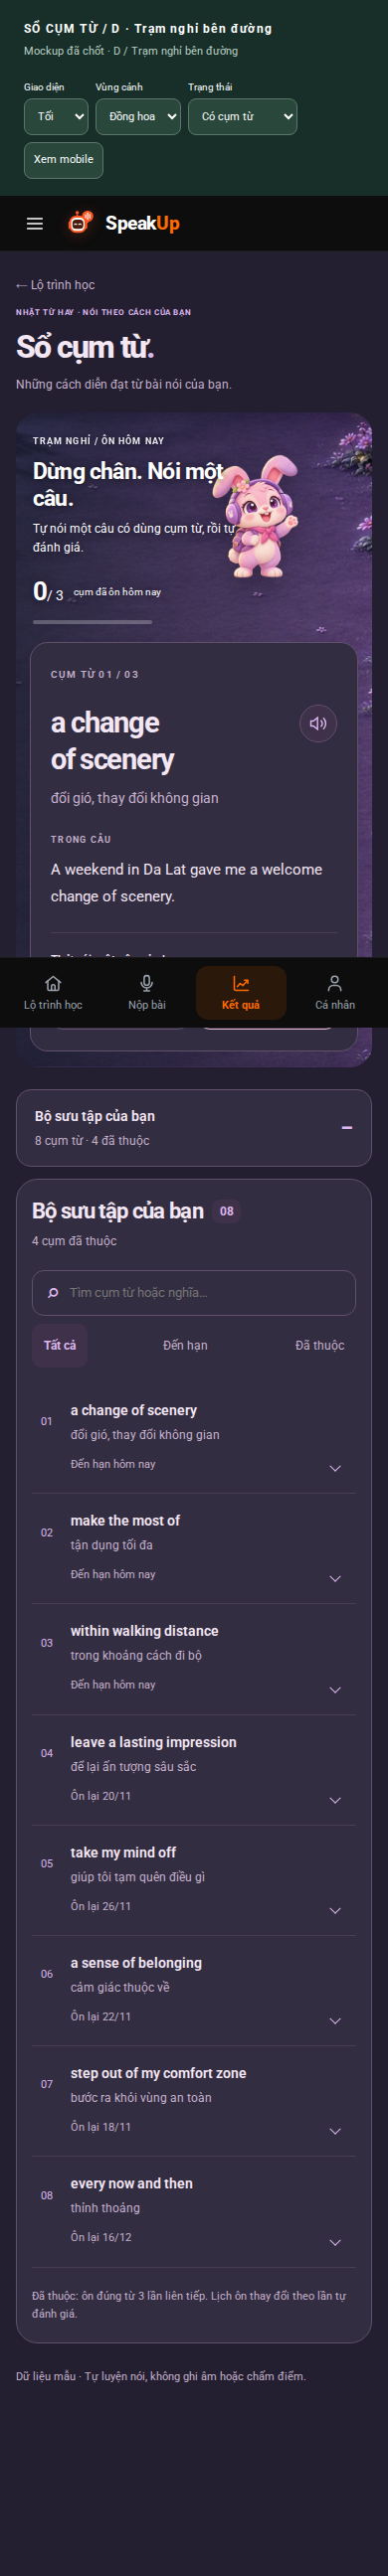 SỔ CỤM TỪ / D · Trạm nghỉ bên đường
Mockup đã chốt · D / Trạm nghỉ bên đường
Giao diện Vùng cảnh Trạng thái
Tối Đồng hoa Có cụm từ
Xem mobile
SpeakUp
← Lộ trình học
NHẶT TỪ HAY · NÓI THEO CÁCH CỦA BẠN
Sổ cụm từ.
Những cách diễn đạt từ bài nói của bạn.
TRẠM NGHỈ / ÔN HÔM NAY
Dừng chân. Nói một
câu.
Tự nói một câu có dùng cụm từ, rồi tự
đánh giá.
0 / 3 cụm đã ôn hôm nay
CỤM TỪ 01 / 03
a change
of scenery
đổi gió, thay đổi không gian
TRONG CÂU
A weekend in Da Lat gave me a welcome
change of scenery.
Lộ trình học Nộp bài Kết quả Cá nhân
Bộ sưu tập của bạn
8 cụm từ · 4 đã thuộc
Bộ sưu tập của bạn 08
4 cụm đã thuộc
Tìm cụm từ hoặc nghĩa...
Tất cả Đến hạn Đã thuộc
01 a change of scenery
đổi gió, thay đổi không gian
Đến hạn hôm nay
02 make the most of
tận dụng tối đa
Đến hạn hôm nay
03 within walking distance
trong khoảng cách đi bộ
Đến hạn hôm nay
04 leave a lasting impression
để lại ấn tượng sâu sắc
Ôn lại 20/11
05 take my mind off
giúp tôi tạm quên điều gì
Ôn lại 26/11
06 a sense of belonging
cảm giác thuộc về
Ôn lại 22/11
07 step out of my comfort zone
bước ra khỏi vùng an toàn
Ôn lại 18/11
08 every now and then
thỉnh thoảng
Ôn lại 16/12
Đã thuộc: ôn đúng từ 3 lần liên tiếp. Lịch ôn thay đổi theo lần tự
đánh giá.
Dữ liệu mẫu · Tự luyện nói, không ghi âm hoặc chấm điểm.